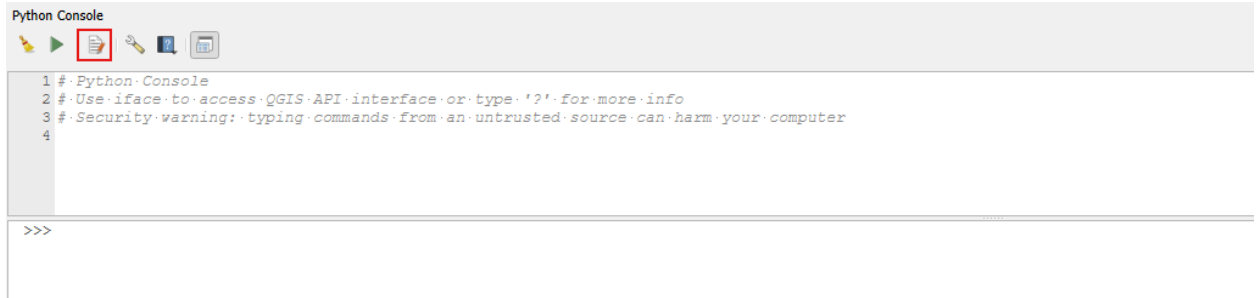 Python Console
1 # Python Console
2 # Use iface to access QGIS API interface or type '?' for more info
3 # Security warning: typing commands from an untrusted source can harm your computer
4
>>>